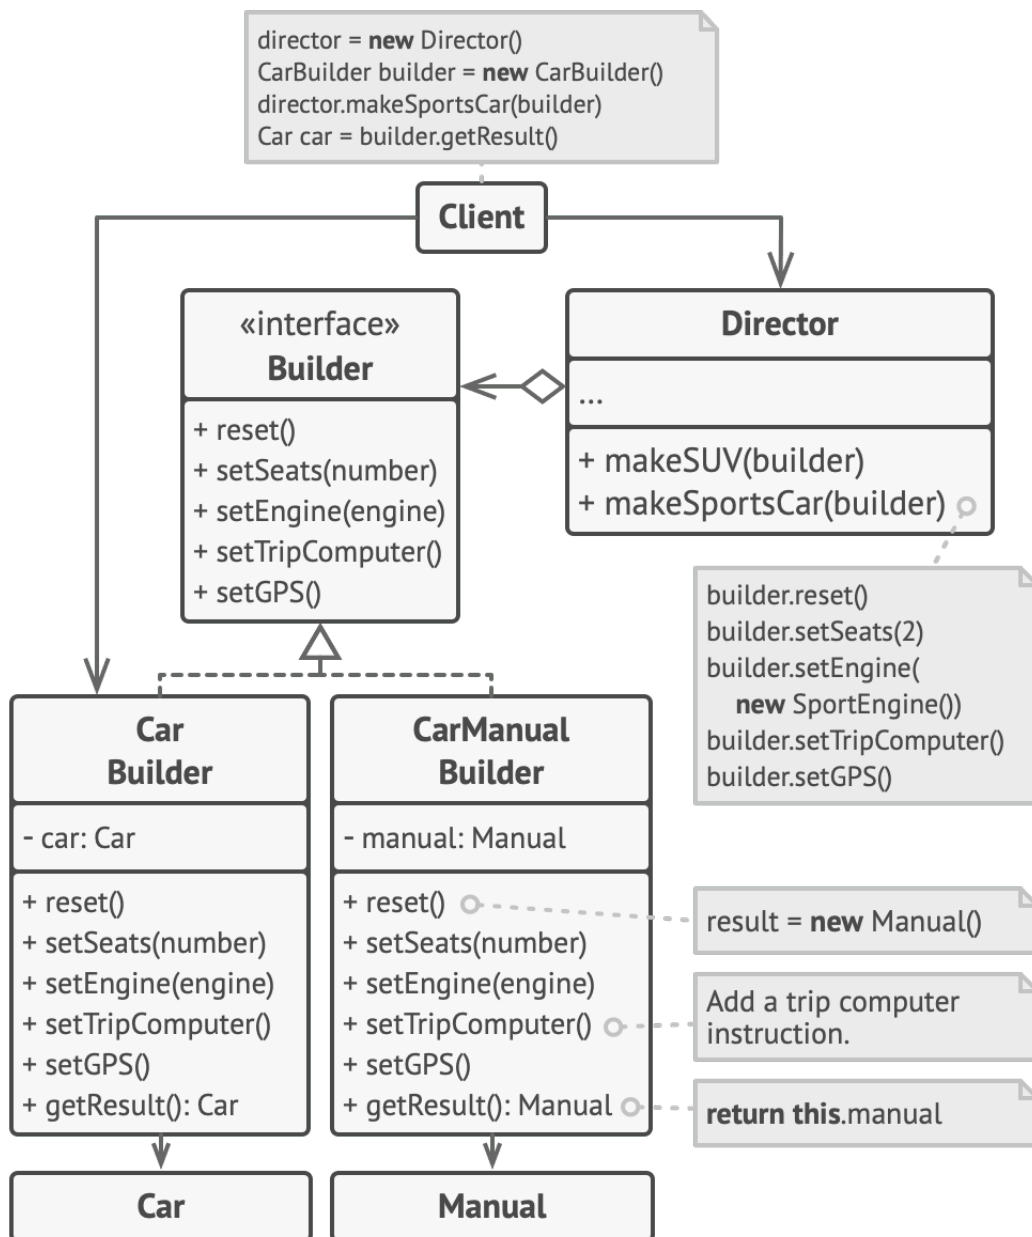 director = new Director()
CarBuilder builder = new CarBuilder()
director.makeSportsCar(builder)
Car car = builder.getResult()
Client
«interface»
Builder
+ reset()
+ setSeats(number)
+ setEngine(engine)
+ setTripComputer()
+ setGPS()
Director
...
+ makeSUV(builder)
+ makeSportsCar(builder)
builder.reset()
builder.setSeats(2)
builder.setEngine(
new SportEngine())
builder.setTripComputer()
builder.setGPS()
Car
Builder
- car: Car
+ reset()
+ setSeats(number)
+ setEngine(engine)
+ setTripComputer()
+ setGPS()
+ getResult(): Car
CarManual
Builder
- manual: Manual
+ reset()
+ setSeats(number)
+ setEngine(engine)
+ setTripComputer()
+ setGPS()
+ getResult(): Manual
result = new Manual()
Add a trip computer
instruction.
return this.manual
Car
Manual